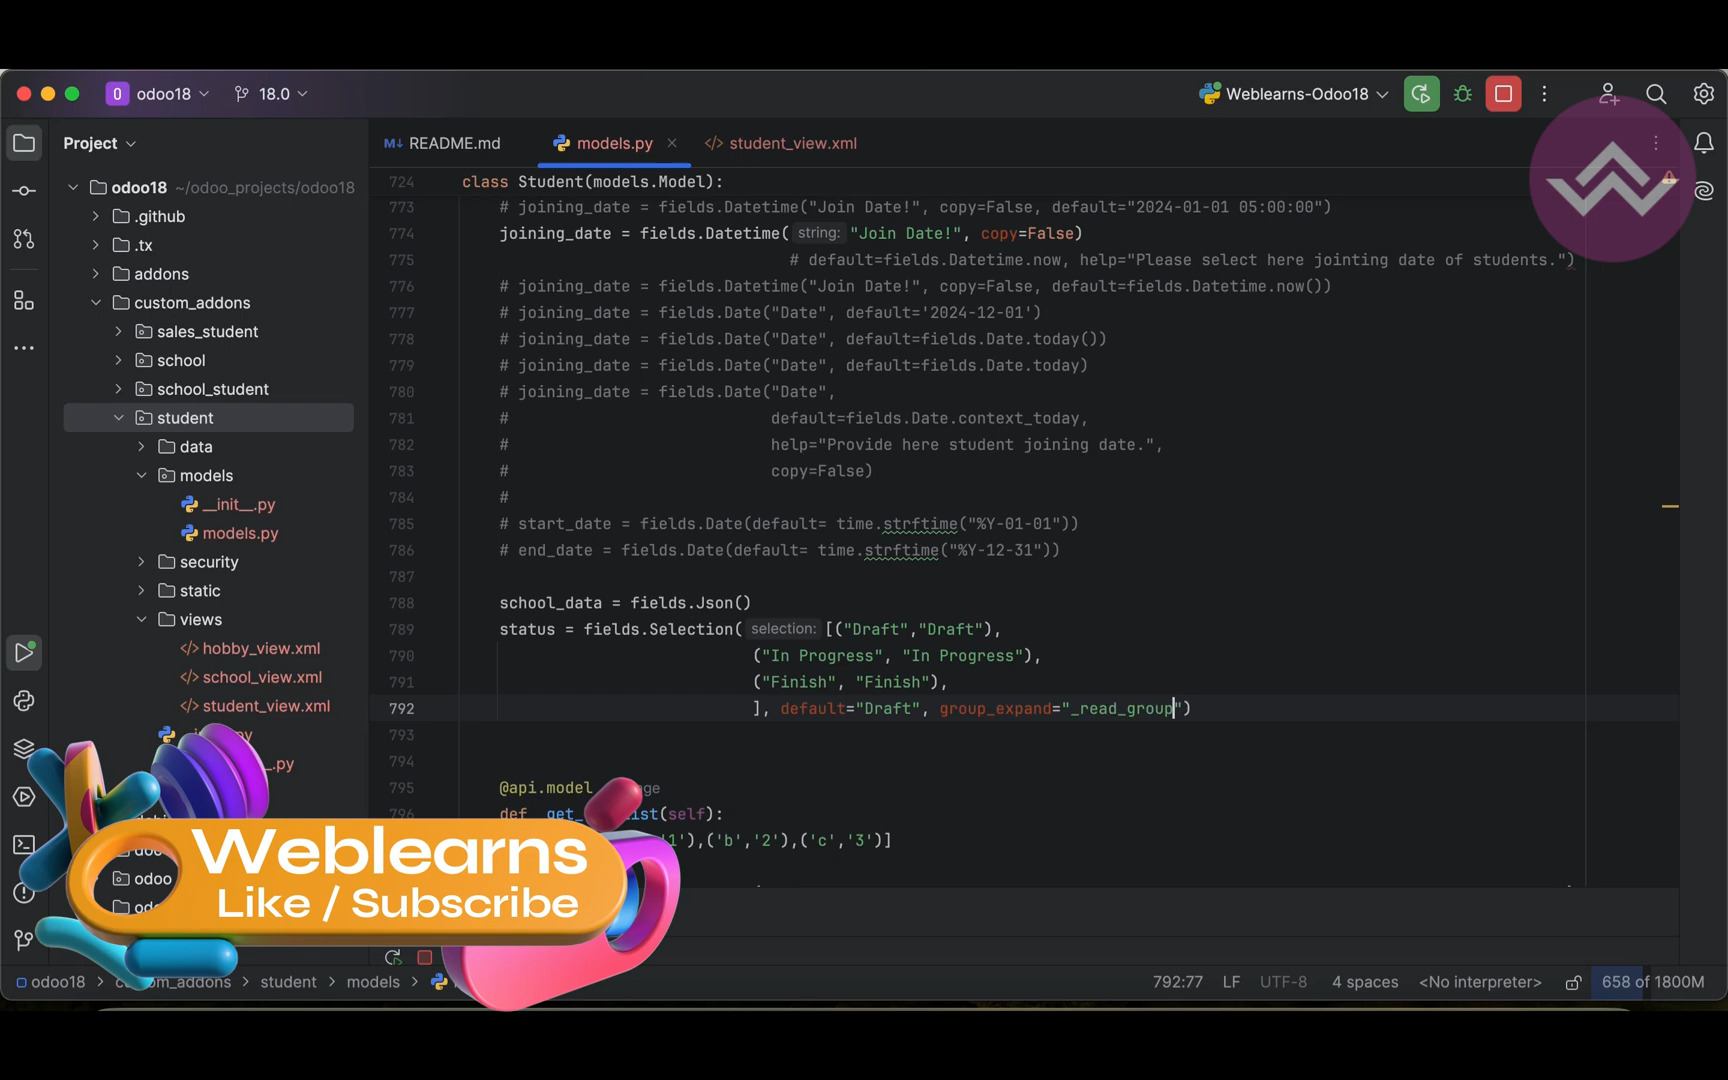 odoo18
18.0
Weblearns-Odoo18
Project
README.md
models.py
student_view.xml
odoo18 ~/odoo_projects/odoo18
.github
.tx
addons
custom_addons
sales_student
school
school_student
student
data
models
__init__.py
models.py
security
static
views
hobby_view.xml
school_view.xml
student_view.xml
724 class Student(models.Model):
773 # joining_date = fields.Datetime("Join Date!", copy=False, default="2024-01-01 05:00:00")
774 joining_date = fields.Datetime( string: "Join Date!", copy=False)
775 # default=fields.Datetime.now, help="Please select here jointing date of students.")
776 # joining_date = fields.Datetime("Join Date!", copy=False, default=fields.Datetime.now())
777 # joining_date = fields.Date("Date", default='2024-12-01')
778 # joining_date = fields.Date("Date", default=fields.Date.today())
779 # joining_date = fields.Date("Date", default=fields.Date.today)
780 # joining_date = fields.Date("Date",
781 # default=fields.Date.context_today,
782 # help="Provide here student joining date.",
783 # copy=False)
784 #
785 # start_date = fields.Date(default= time.strftime("%Y-01-01"))
786 # end_date = fields.Date(default= time.strftime("%Y-12-31"))
787
788 school_data = fields.Json()
789 status = fields.Selection( selection: [("Draft","Draft"),
790 ("In Progress", "In Progress"),
791 ("Finish", "Finish"),
792 ], default="Draft", group_expand="_read_group")
793
794
795 @api.model
796 def (self):
'1'),('b','2'),('c','3')]
Weblearns
Like / Subscribe
odoo
odoo18 > > student > models >
792:77 LF UTF-8 4 spaces <No interpreter> 658 of 1800M